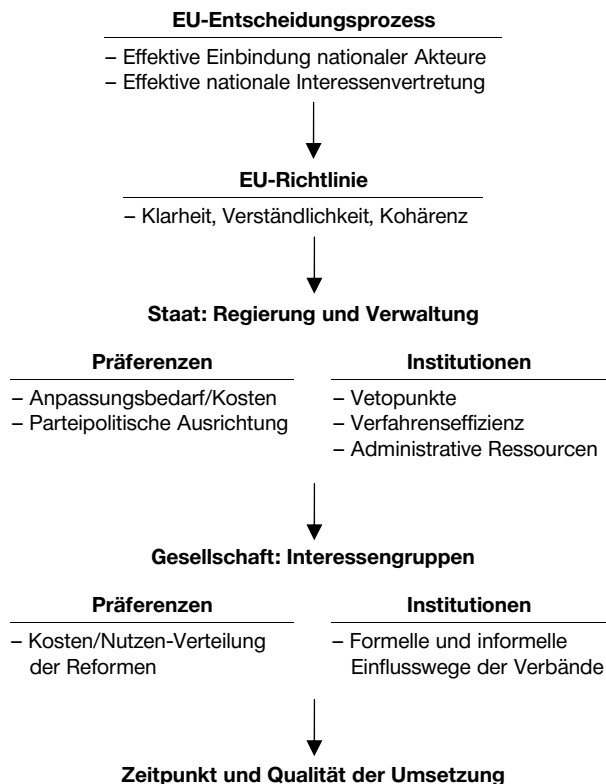 EU-Entscheidungsprozess
– Effektive Einbindung nationaler Akteure
– Effektive nationale Interessenvertretung
EU-Richtlinie
– Klarheit, Verständlichkeit, Kohärenz
Staat: Regierung und Verwaltung
Präferenzen
– Anpassungsbedarf/Kosten
– Parteipolitische Ausrichtung
Institutionen
– Vetopunkte
– Verfahrenseffizienz
– Administrative Ressourcen
Gesellschaft: Interessengruppen
Präferenzen
– Kosten/Nutzen-Verteilung
der Reformen
Institutionen
– Formelle und informelle
Einflusswege der Verbände
Zeitpunkt und Qualität der Umsetzung